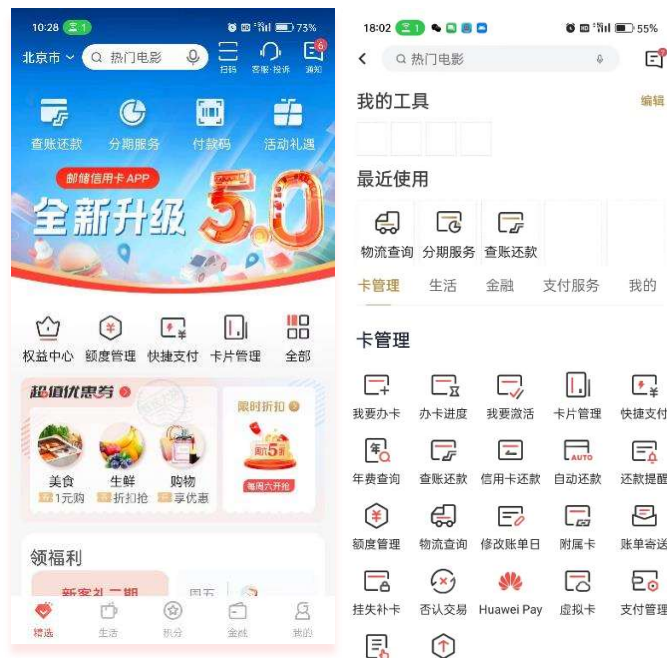 10:28 1 73%
北京市 热门电影 扫码 客服·投诉 通知 6
查账还款 分期服务 付款码 活动礼遇
邮储信用卡 APP
全新升级 5.0
权益中心 额度管理 快捷支付 卡片管理 全部
超值优惠券
限时折扣
周六5折
每周六开抢
美食 生鲜 购物
1元购 折扣抢 享优惠
领福利
新客礼二期 周五
精选 生活 积分 金融 我的
18:02 1 55%
热门电影
我的工具 编辑
最近使用
物流查询 分期服务 查账还款
卡管理 生活 金融 支付服务 我的
卡管理
我要办卡 办卡进度 我要激活 卡片管理 快捷支付
年费查询 查账还款 信用卡还款 自动还款 还款提醒
额度管理 物流查询 修改账单日 附属卡 账单寄送
挂失补卡 否认交易 Huawei Pay 虚拟卡 支付管理